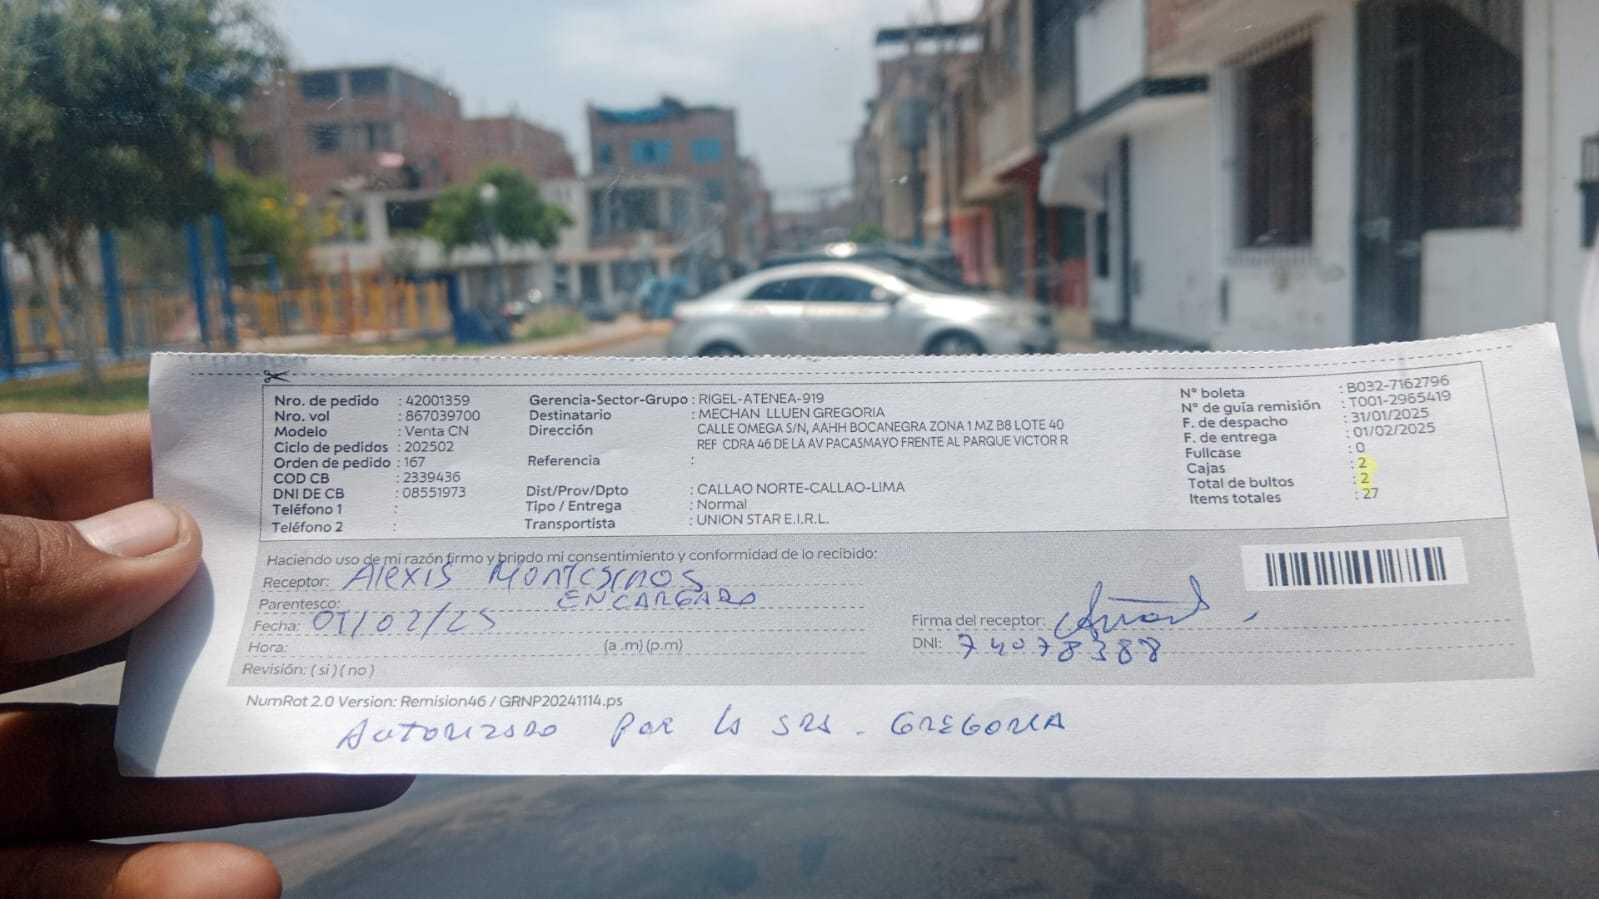 Nro. de pedido : 42001359
Nro. vol : 867039700
Modelo : Venta CN
Ciclo de pedidos : 202502
Orden de pedido : 167
COD CB : 2339436
DNI DE CB : 08551973
Teléfono 1 :
Teléfono 2 :
Gerencia-Sector-Grupo : RIGEL-ATENEA-919
Destinatario : MECHAN LLUEN GREGORIA
Dirección CALLE OMEGA S/N, AAHH BOCANEGRA ZONA 1 MZ B8 LOTE 40
REF CDRA 46 DE LA AV PACASMAYO FRENTE AL PARQUE VICTOR R
Referencia :
Dist/Prov/Dpto : CALLAO NORTE-CALLAO-LIMA
Tipo / Entrega : Normal
Transportista : UNION STAR E.I.R.L.
N° boleta : B032-7162796
N° de guía remisión : T001-2965419
F. de despacho : 31/01/2025
F. de entrega : 01/02/2025
Fullcase : 0
Cajas : 2
Total de bultos : 2
Items totales : 27
Haciendo uso de mi razón firmo y brindo mi consentimiento y conformidad de lo recibido:
Receptor: Alexis Montesinos
Parentesco: ENCARGADO
Fecha: 01/02/25
Hora: (a .m) (p.m)
Revisión: ( si ) ( no )
Firma del receptor:
DNI: 74078388
NumRot 2.0 Version: Remision46 / GRNP20241114.ps
AUTORIZADO POR LA SRA. GREGORIA